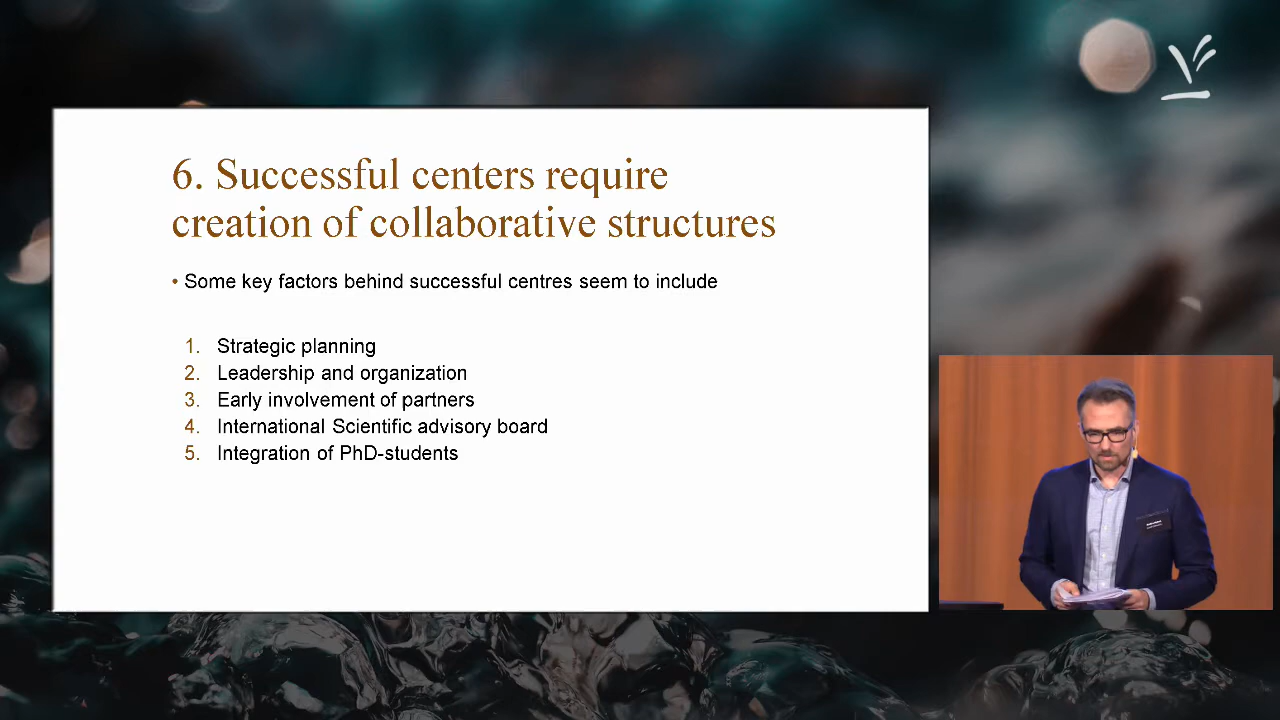 6. Successful centers require
creation of collaborative structures
• Some key factors behind successful centres seem to include
1. Strategic planning
2. Leadership and organization
3. Early involvement of partners
4. International Scientific advisory board
5. Integration of PhD-students